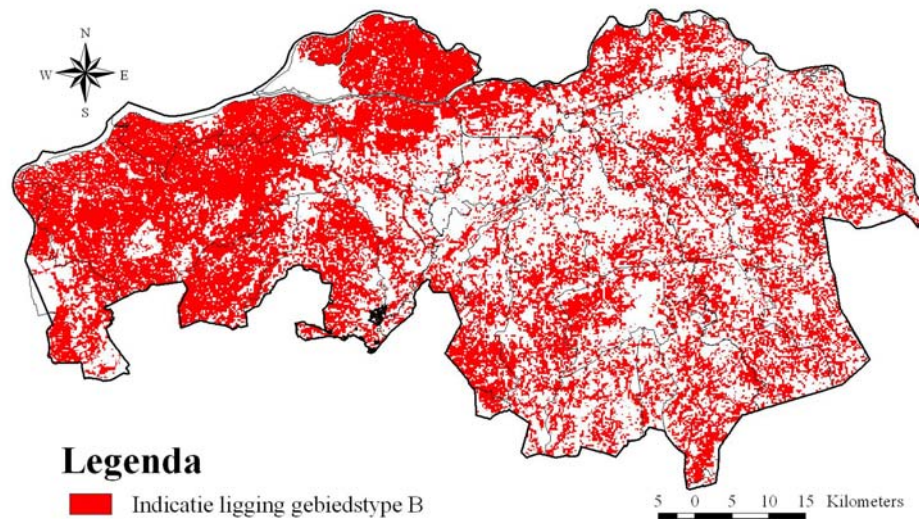 N
W E
S
Legenda
Indicatie ligging gebiedstype B
5 0 5 10 15 Kilometers